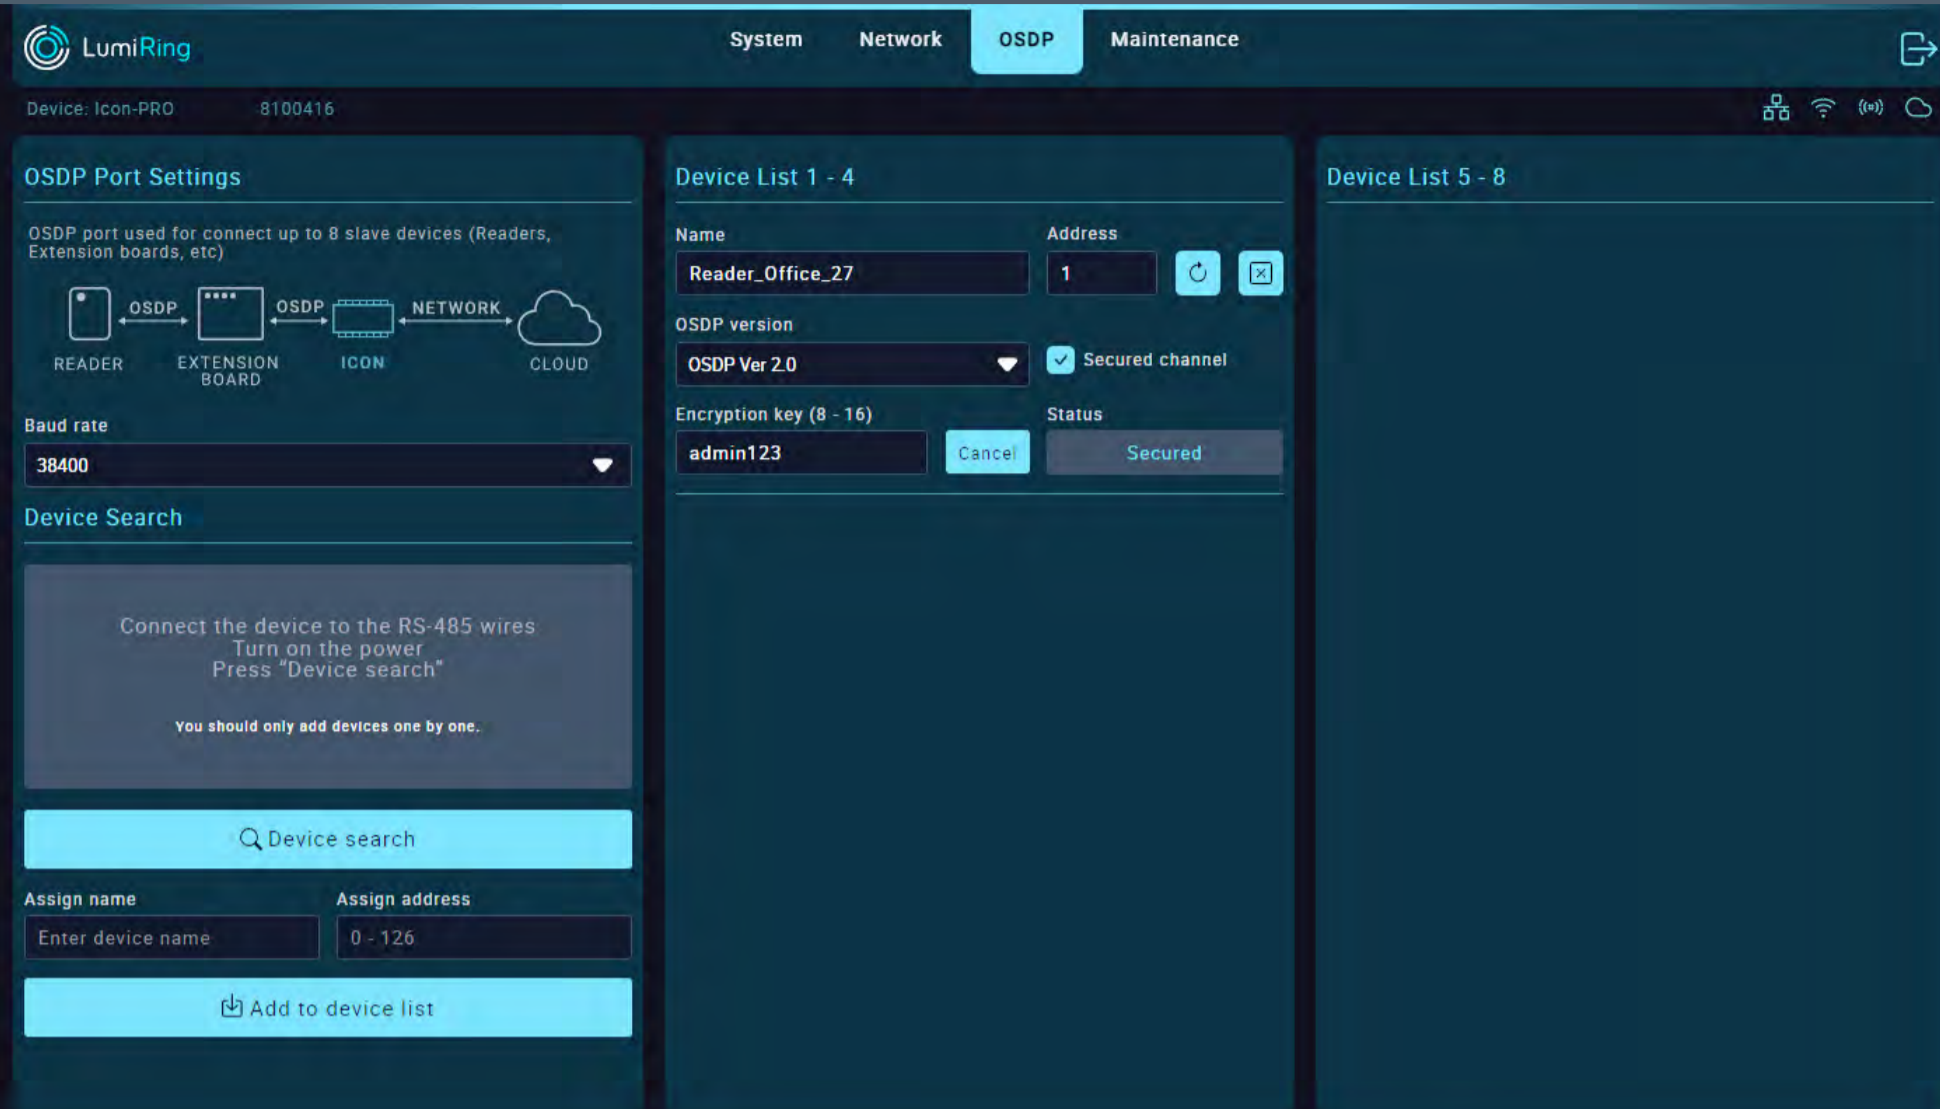 LumiRing
System
Network
OSDP
Maintenance
Device: Icon-PRO
8100416
OSDP Port Settings
OSDP port used for connect up to 8 slave devices (Readers,
Extension boards, etc)
OSDP
OSDP
NETWORK
READER
EXTENSION
BOARD
ICON
CLOUD
Baud rate
38400
Device Search
Connect the device to the RS-485 wires
Turn on the power
Press “Device search”
You should only add devices one by one.
Device search
Assign name
Assign address
Enter device name
0 - 126
Add to device list
Device List 1 - 4
Name
Address
Reader_Office_27
1
OSDP version
OSDP Ver 2.0
Secured channel
Encryption key (8 - 16)
Status
admin123
Cancel
Secured
Device List 5 - 8